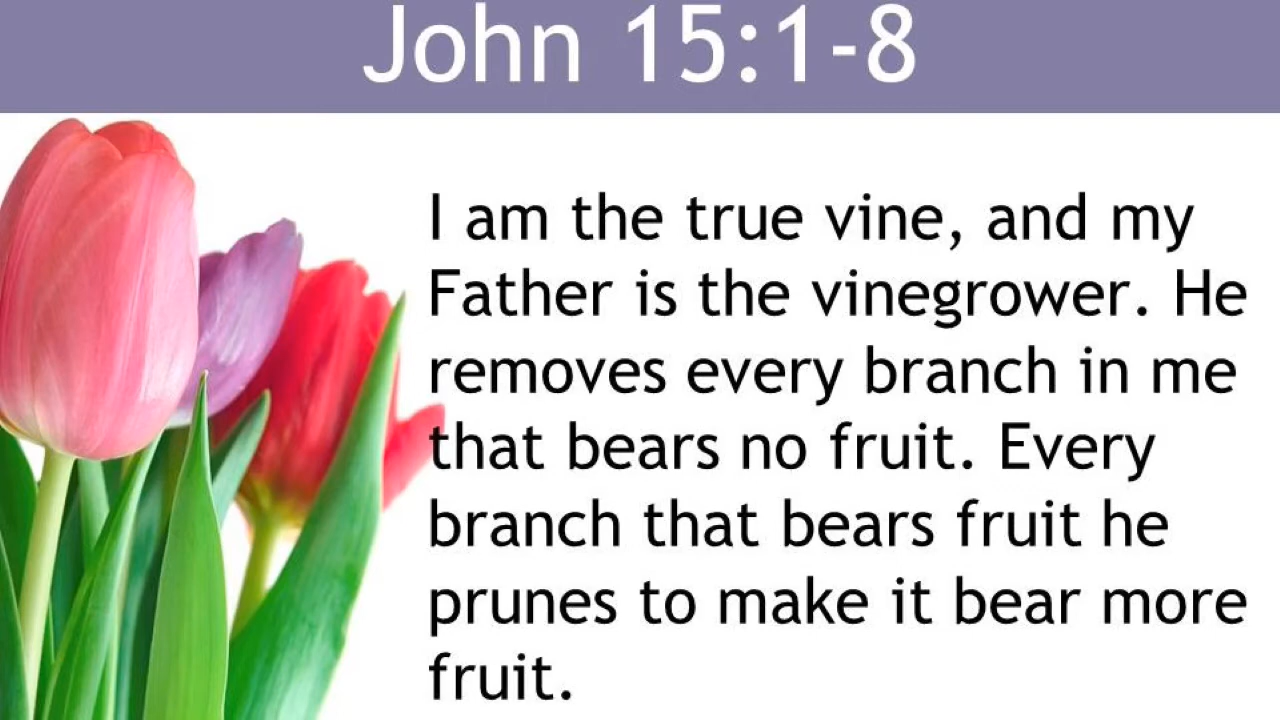 John 15:1-8
I am the true vine, and my
Father is the vinegrower. He
removes every branch in me
that bears no fruit. Every
branch that bears fruit he
prunes to make it bear more
fruit.